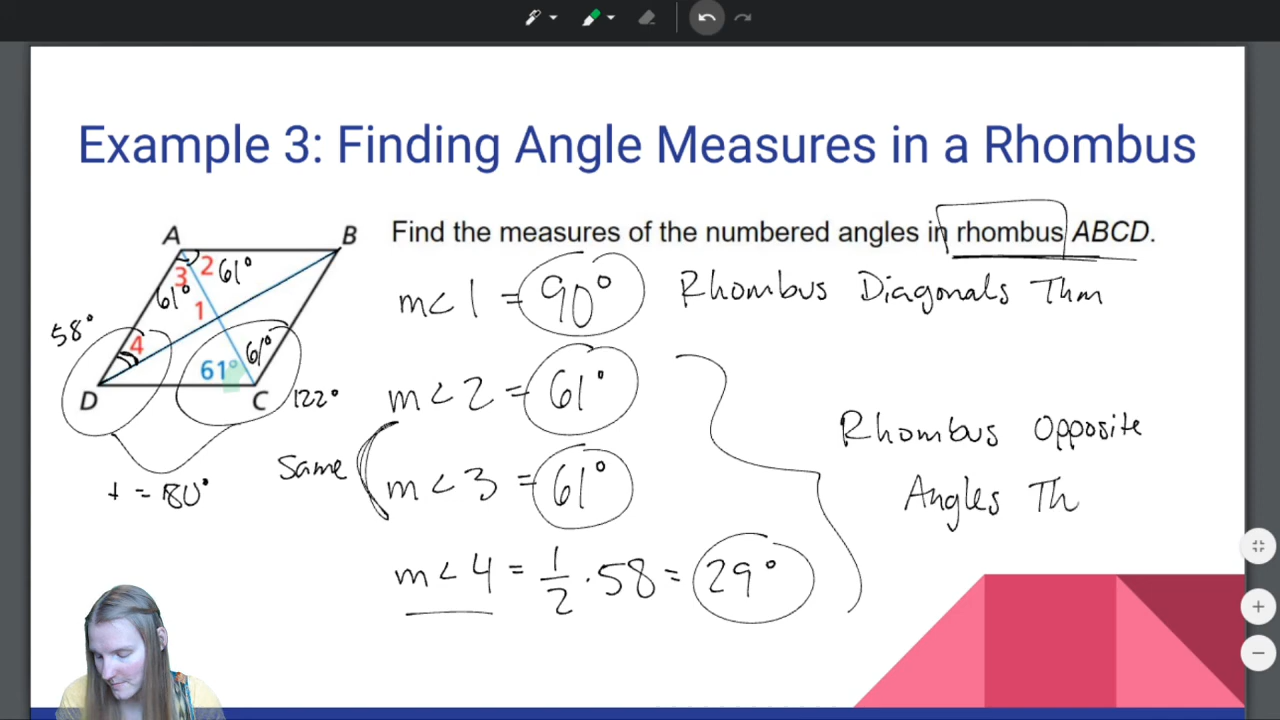 Example 3: Finding Angle Measures in a Rhombus
Find the measures of the numbered angles in rhombus ABCD.
A
B
3
2
61°
61°
1
58°
4
61°
61°
D
C
122°
+ = 180°
m<1 = 90°
Rhombus Diagonals Thm
m<2 = 61°
Same
m<3 = 61°
m<4 = 1/2 · 58 = 29°
Rhombus Opposite
Angles Th